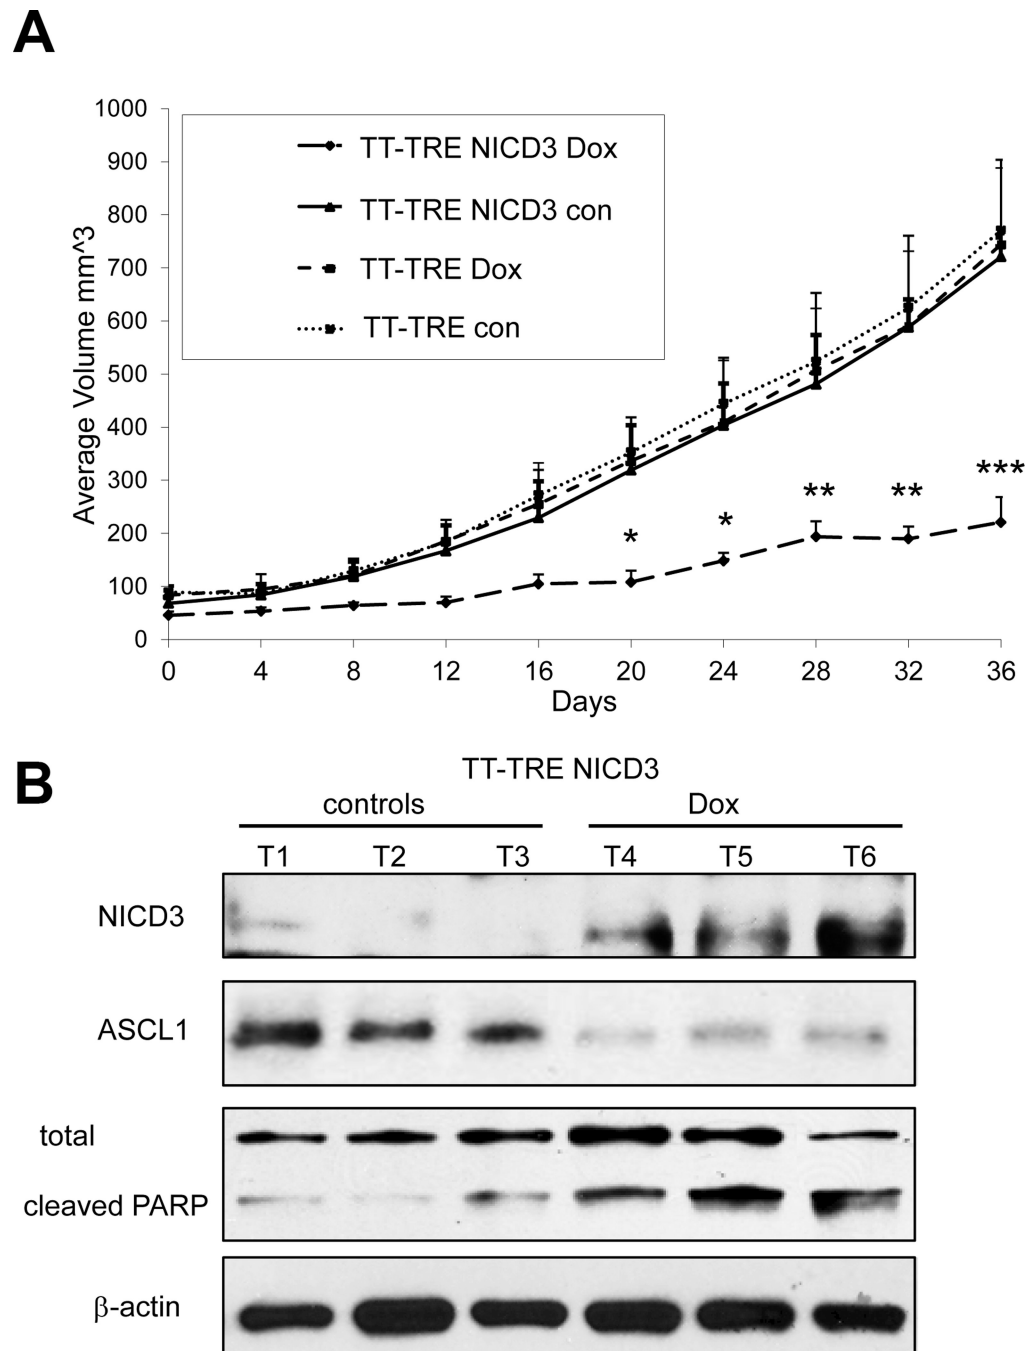 A
1000
900
800
700
600
500
400
300
200
100
0
Average Volume mm^3
TT-TRE NICD3 Dox
TT-TRE NICD3 con
TT-TRE Dox
TT-TRE con
* * ** ** ***
0 4 8 12 16 20 24 28 32 36
Days
B
TT-TRE NICD3
controls Dox
T1 T2 T3 T4 T5 T6
NICD3
ASCL1
total
cleaved PARP
β-actin